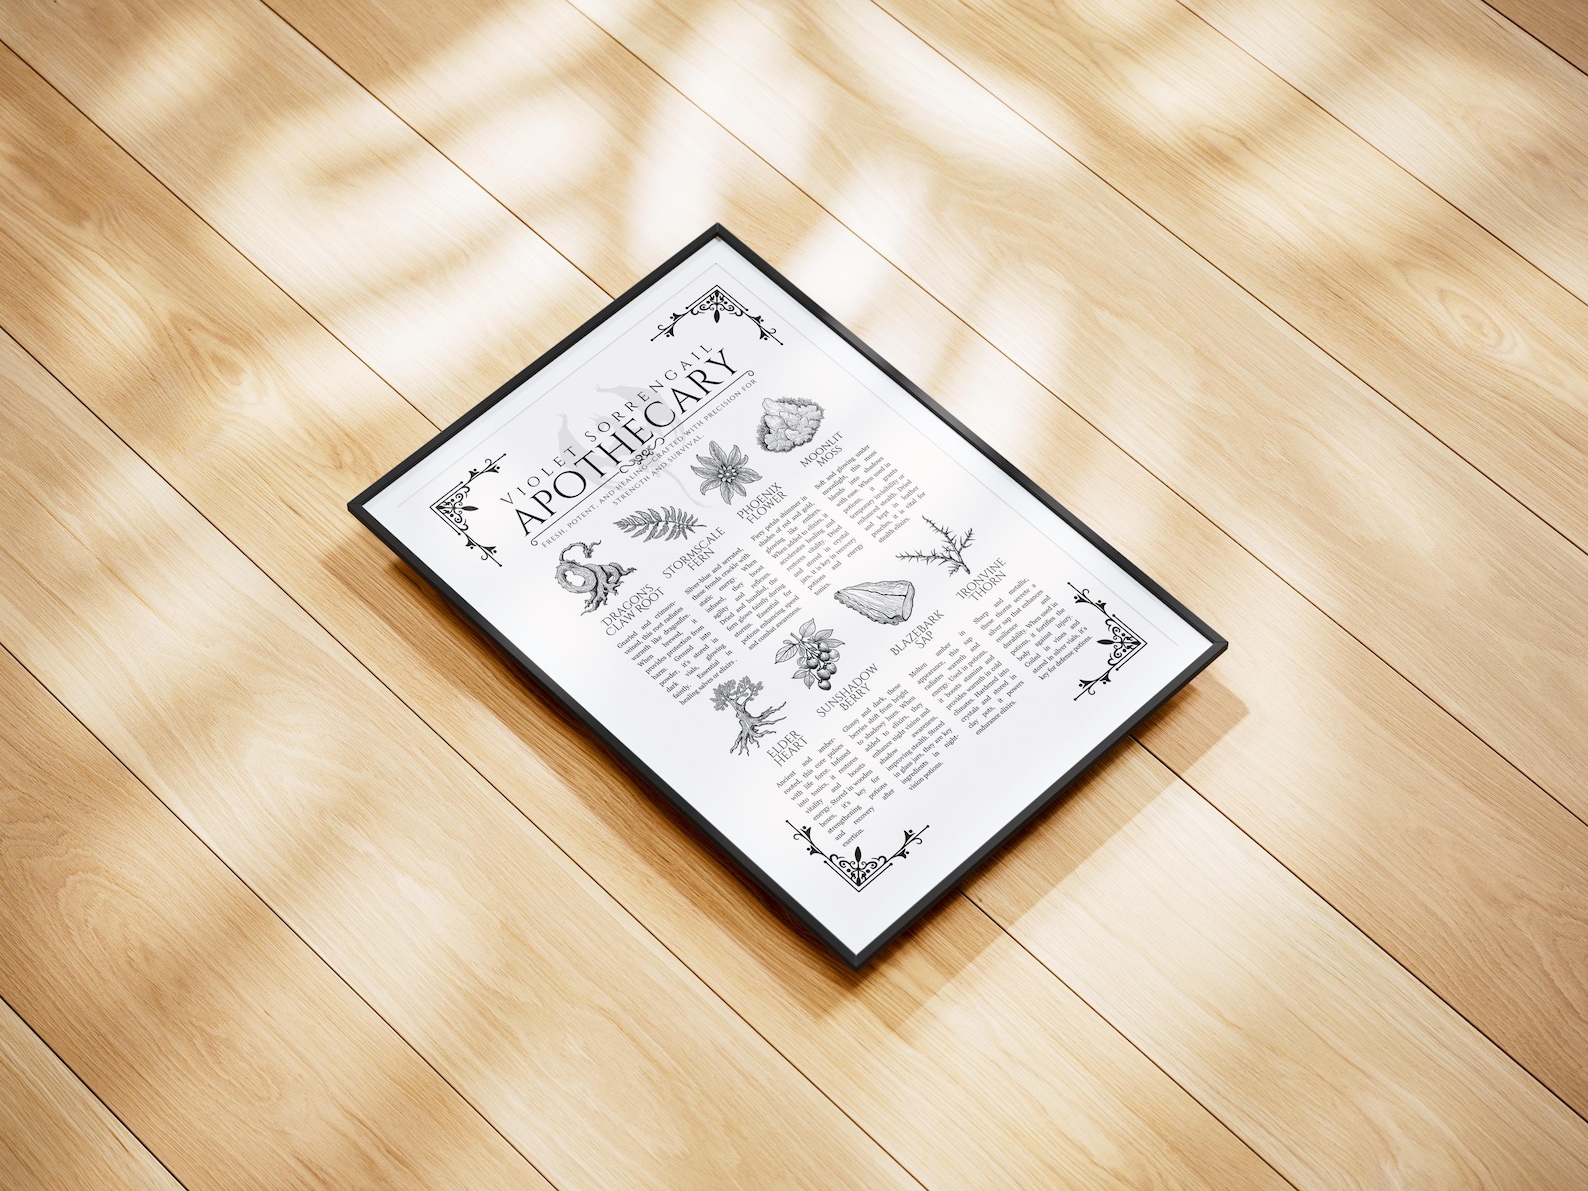 VIOLET SORRENGAIL
APOTHECARY
FRESH, POTENT, AND HEALING—CRAFTED WITH PRECISION FOR
STRENGTH AND SURVIVAL.
DRAGON'S
CLAWROOT
Gnarled and crimson-
veined, this root radiates
warmth like dragonfire.
When brewed, it
provides protection from
harm. Ground into
powder, it's stored in
dark vials, glowing
faintly. Essential in
healing salves or elixirs.
STORMSCALE
FERN
Silver-blue and serrated,
these fronds crackle with
static energy. When
infused, they boost
agility and reflexes.
Dried and bundled, the
fern glows faintly during
storms. Essential for
potions enhancing speed
and combat awareness.
PHOENIX
FLOWER
Fiery petals shimmer in
shades of red and gold,
glowing like embers.
When added to elixirs, it
accelerates healing and
restores vitality. Dried
and stored in crystal
jars, it is key in recovery
potions and energy
tonics.
MOONLIT
MOSS
Soft and glowing under
moonlight, this moss
blends into shadows
with ease. When used in
potions, it grants
temporary invisibility or
enhanced stealth. Dried
and kept in leather
pouches, it is vital for
stealth elixirs.
ELDER
HEART
Ancient and amber-
rooted, this core pulses
with life force. Infused
into tonics, it restores
vitality and boosts
energy. Stored in wooden
boxes, it's key for
strengthening potions
and recovery after
exertion.
SUNSHADOW
BERRY
Glossy and dark, these
berries shift from bright
to shadowy hues. When
added to elixirs, they
enhance night vision and
shadow awareness,
improving stealth. Stored
in glass jars, they are key
ingredients in night-
vision potions.
BLAZEBARK
SAP
Molten amber in
appearance, this sap
radiates warmth and
energy. Used in potions,
it boosts stamina and
provides warmth in cold
climates. Hardened into
crystals and stored in
clay pots, it powers
endurance elixirs.
IRONVINE
THORN
Sharp and metallic,
these thorns secrete a
silver sap that enhances
resilience and
durability. When used in
potions, it fortifies the
body against injury.
Coiled in vines and
stored in silver vials, it's
key for defense potions.